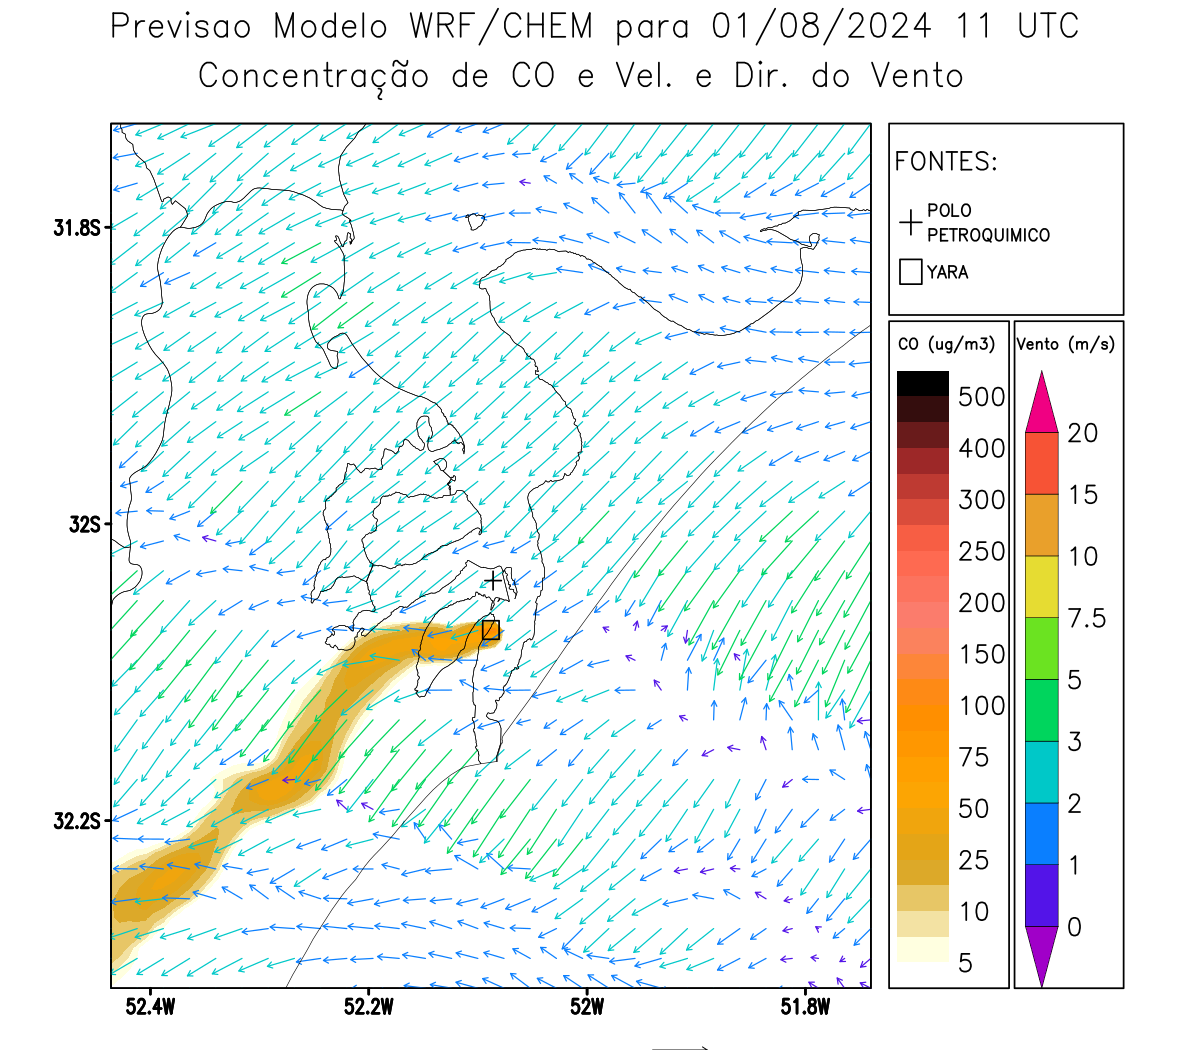 Previsao Modelo WRF/CHEM para 01/08/2024 11 UTC
Concentração de CO e Vel. e Dir. do Vento
FONTES:
POLO
PETROQUIMICO
YARA
CO (ug/m3)
500
400
300
250
200
150
100
75
50
25
10
5
Vento (m/s)
20
15
10
7.5
5
3
2
1
0
31.8S
32S
32.2S
52.4W
52.2W
52W
51.8W